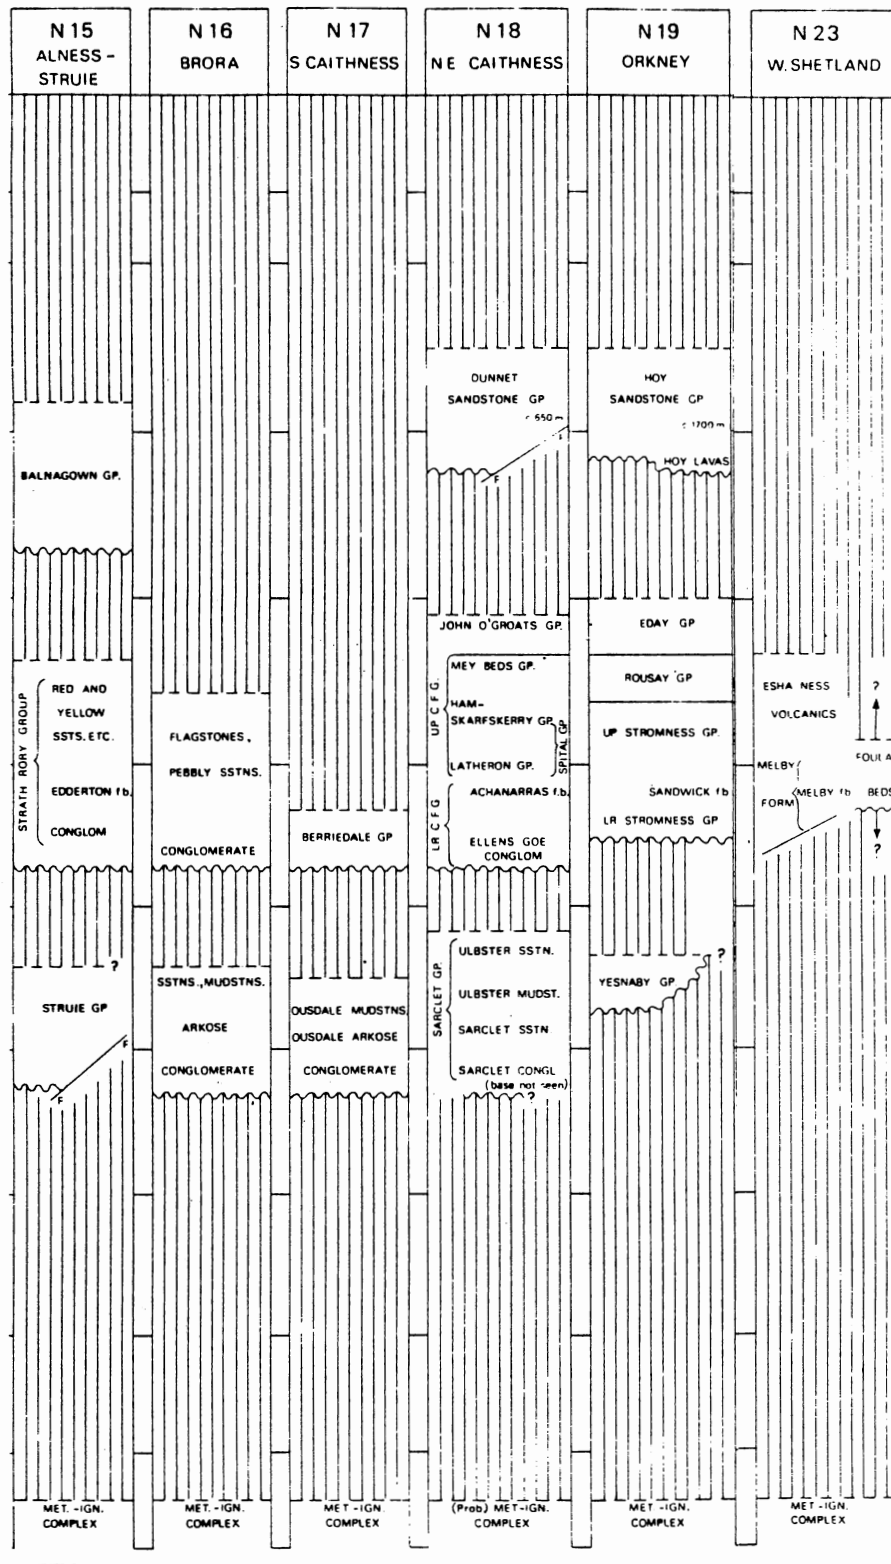 N 15
ALNESS -
STRUIE
BALNAGOWN GP.
STRATH RORY GROUP
RED AND
YELLOW
SSTS. ETC.
EDDERTON f.b.
CONGLOM
?
STRUIE GP
F
F
MET. -IGN.
COMPLEX
N 16
BRORA
FLAGSTONES,
PEBBLY SSTNS.
CONGLOMERATE
SSTNS., MUDSTNS.
ARKOSE
CONGLOMERATE
MET -IGN.
COMPLEX
N 17
S CAITHNESS
BERRIEDALE GP
OUSDALE MUDSTNS.
OUSDALE ARKOSE
CONGLOMERATE
MET -IGN.
COMPLEX
N 18
N E CAITHNESS
DUNNET
SANDSTONE GP
c 650 m
F
F
JOHN O'GROATS GP.
UP C F G.
MEY BEDS GP.
HAM-
SKARFSKERRY GP.
LATHERON GP.
SPITAL GP
LR C F G
ACHANARRAS f.b.
ELLENS GOE
CONGLOM
SARCLET GP.
ULBSTER SSTN.
ULBSTER MUDST.
SARCLET SSTN
SARCLET CONGL
(base not seen)
?
(Prob) MET-IGN.
COMPLEX
N 19
ORKNEY
HOY
SANDSTONE GP
c 1700 m
HOY LAVAS
EDAY GP
ROUSAY GP
UP STROMNESS GP.
SANDWICK fb
LR STROMNESS GP
?
YESNABY GP
MET -IGN.
COMPLEX
N 23
W. SHETLAND
ESHA NESS
VOLCANICS
?
MELBY
FORM
MELBY fb
FOULA
BEDS
?
MET -IGN.
COMPLEX